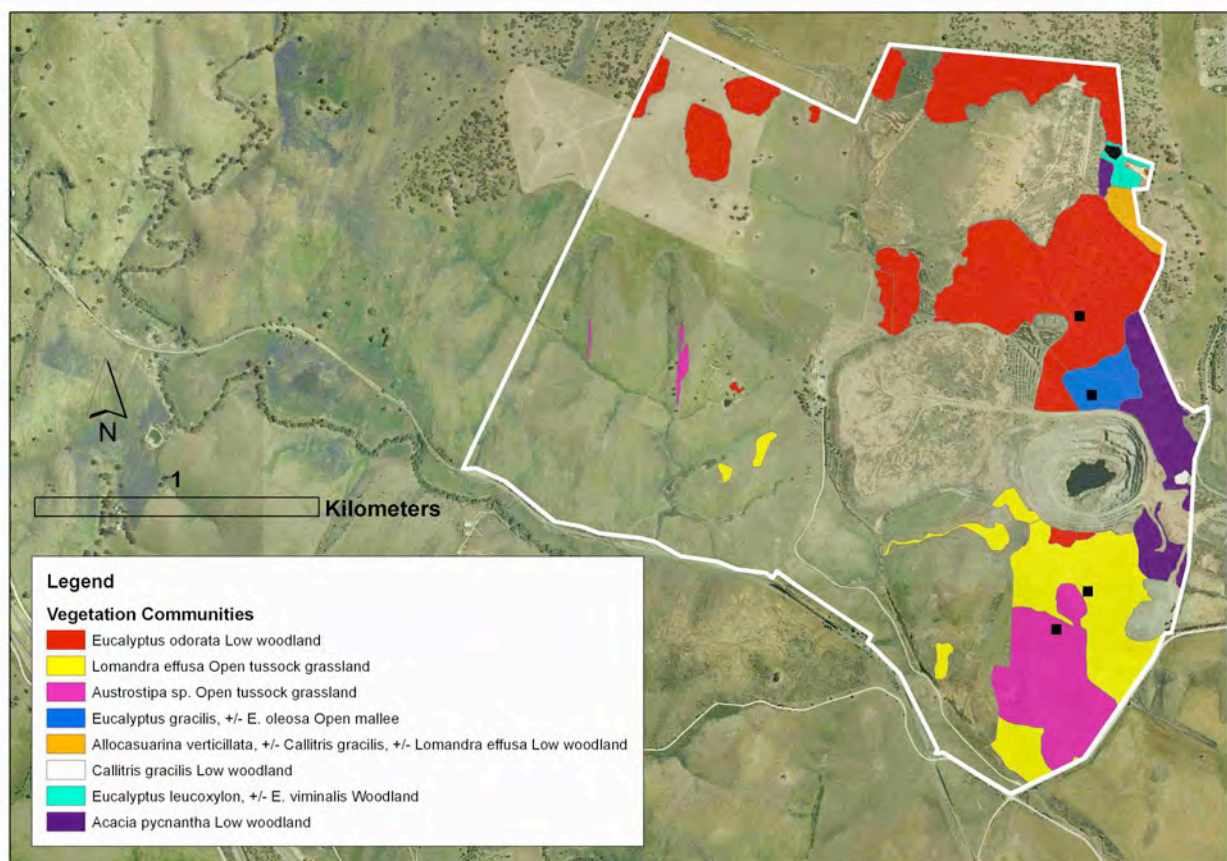 N
1
Kilometers
Legend
Vegetation Communities
Eucalyptus odorata Low woodland
Lomandra effusa Open tussock grassland
Austrostipa sp. Open tussock grassland
Eucalyptus gracilis, +/- E. oleosa Open mallee
Allocasuarina verticillata, +/- Callitris gracilis, +/- Lomandra effusa Low woodland
Callitris gracilis Low woodland
Eucalyptus leucoxylon, +/- E. viminalis Woodland
Acacia pycnantha Low woodland